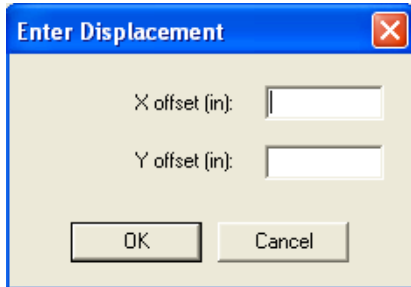 Enter Displacement
X offset (in):
Y offset (in):
OK Cancel